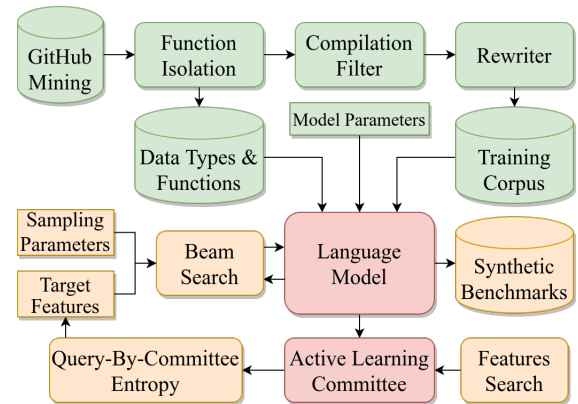 GitHub
Mining
Function
Isolation
Compilation
Filter
Rewriter
Data Types &
Functions
Model Parameters
Training
Corpus
Sampling
Parameters
Target
Features
Beam
Search
Language
Model
Synthetic
Benchmarks
Query-By-Committee
Entropy
Active Learning
Committee
Features
Search